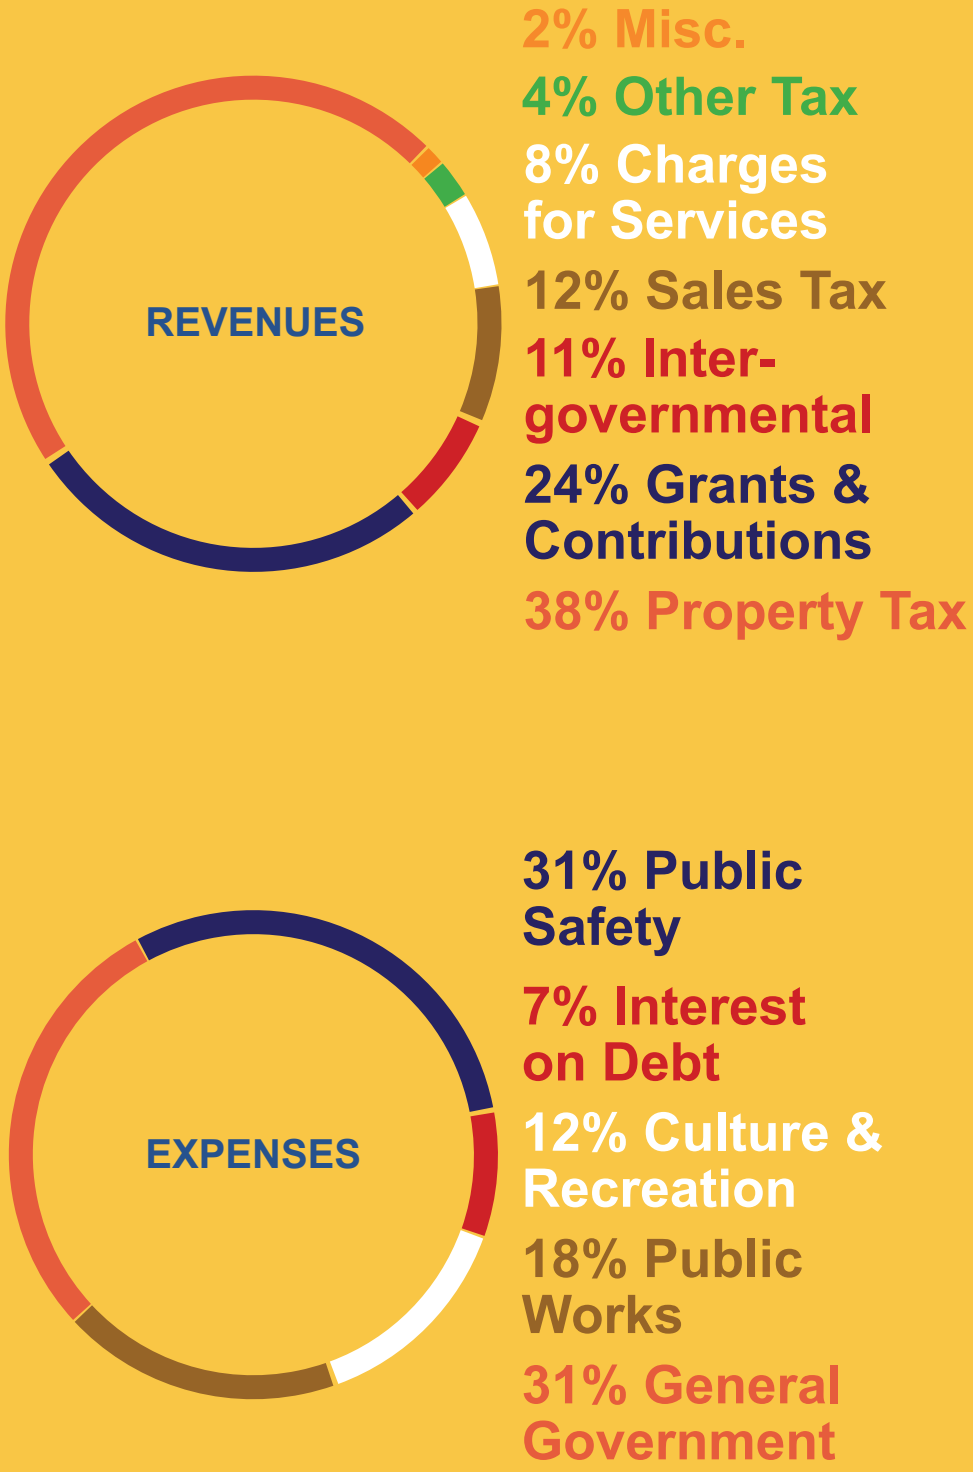 REVENUES
2% Misc.
4% Other Tax
8% Charges
for Services
12% Sales Tax
11% Inter-
governmental
24% Grants &
Contributions
38% Property Tax
EXPENSES
31% Public
Safety
7% Interest
on Debt
12% Culture &
Recreation
18% Public
Works
31% General
Government